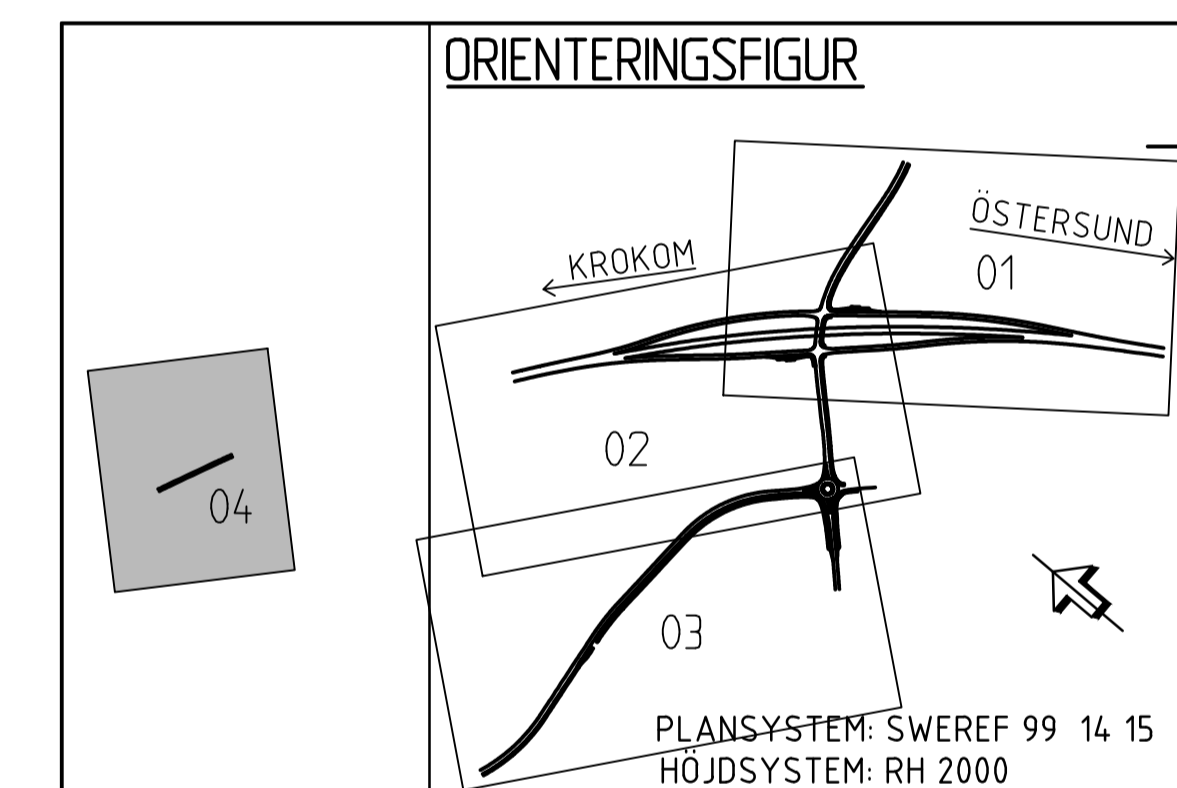 ORIENTERINGSFIGUR
ÖSTERSUND
KROKOM
01
02
04
03
PLANSYSTEM: SWEREF 99 14 15
HÖJDSYSTEM: RH 2000